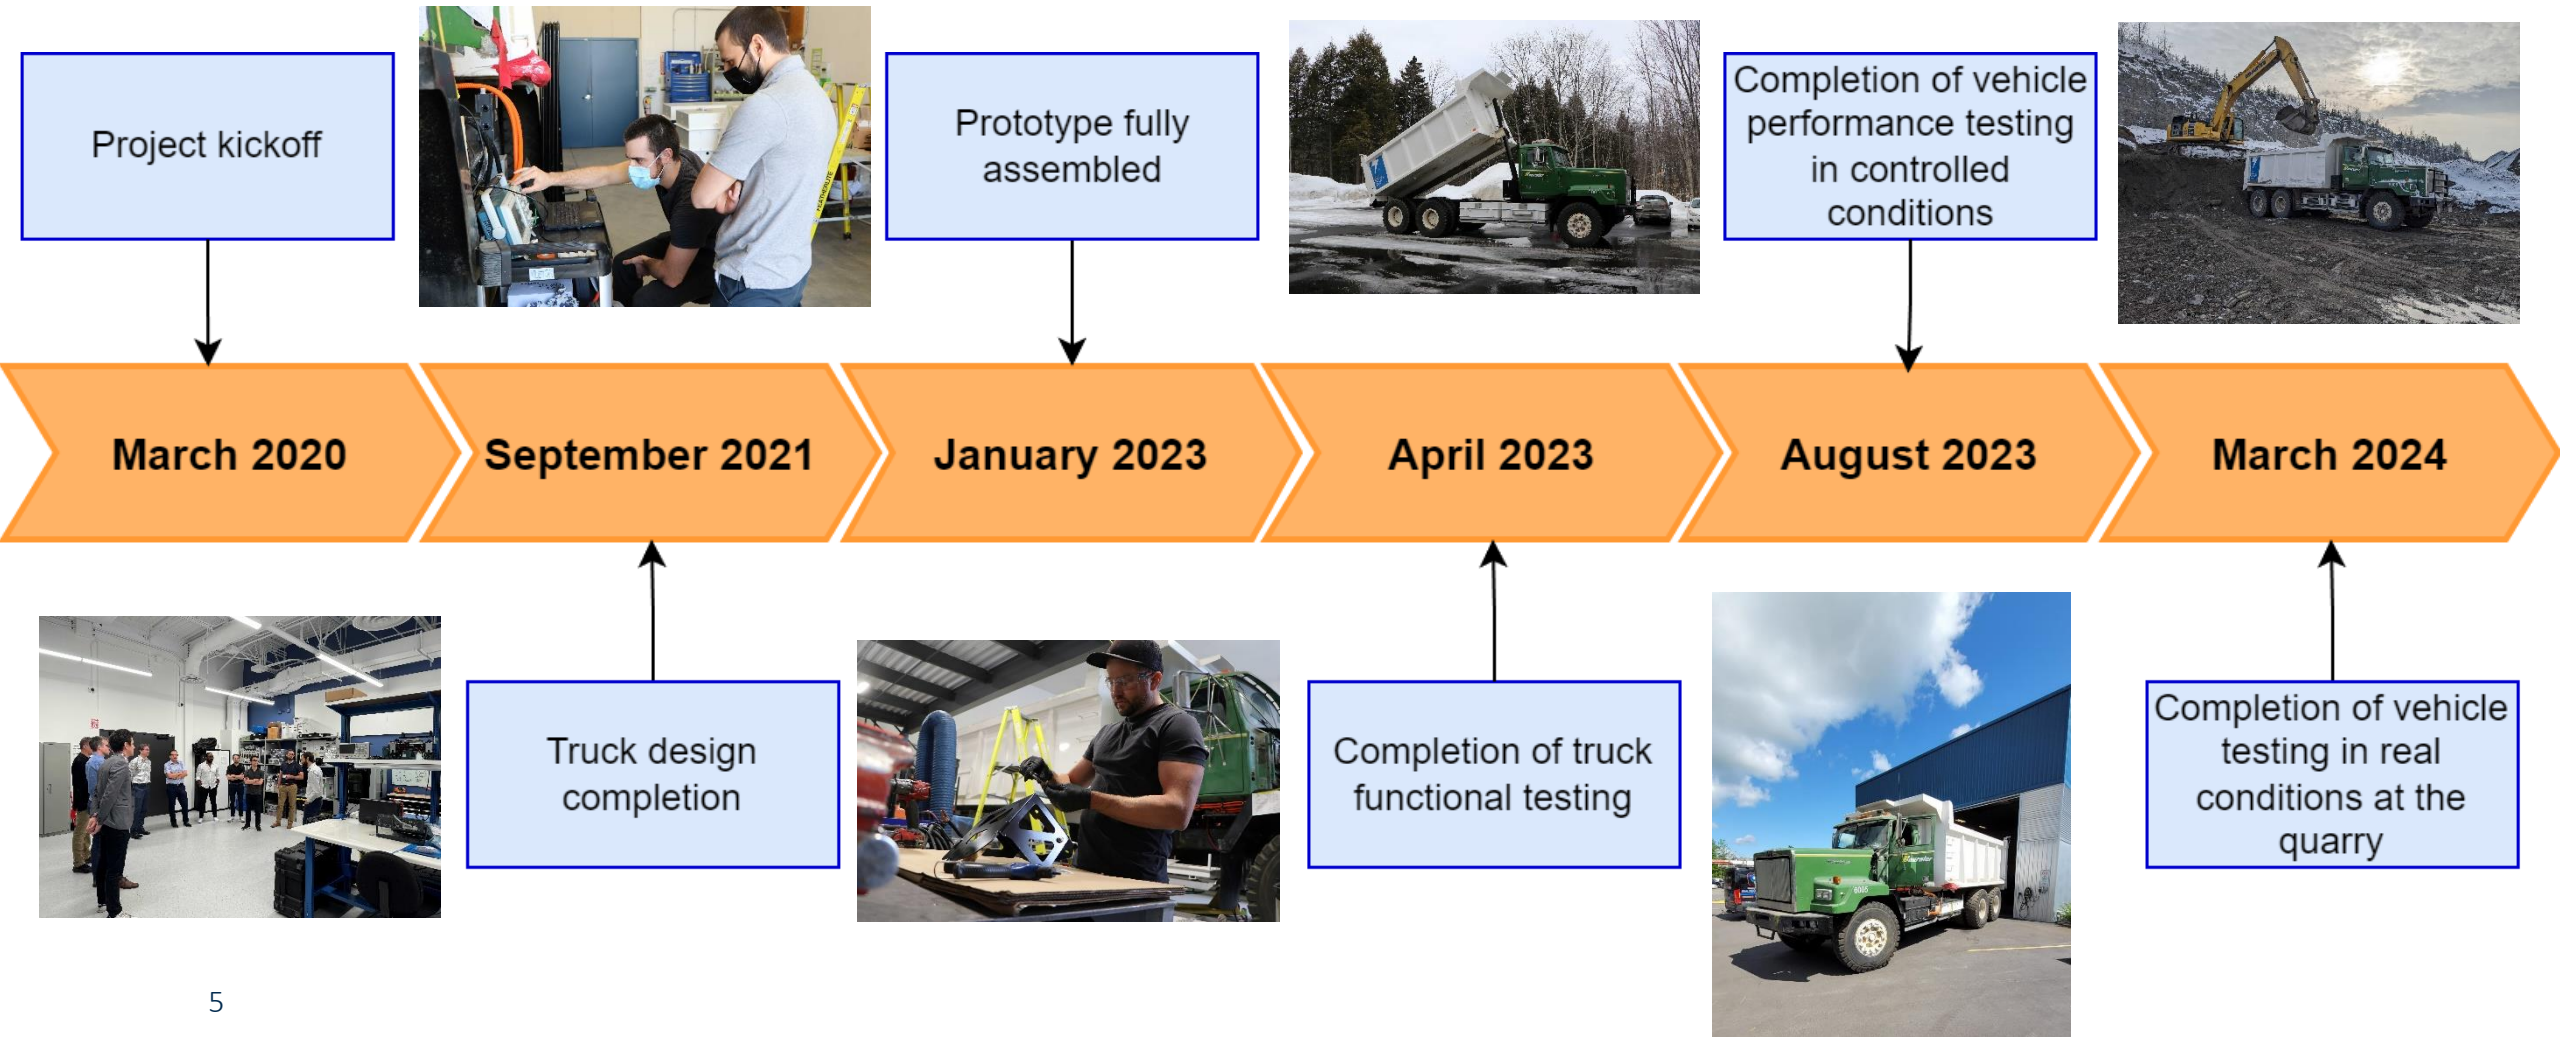 Project kickoff
Prototype fully
assembled
Completion of vehicle
performance testing
in controlled
conditions
FEATHERLITE
March 2020
September 2021
January 2023
April 2023
August 2023
March 2024
Truck design
completion
Completion of truck
functional testing
Completion of vehicle
testing in real
conditions at the
quarry
6005
5